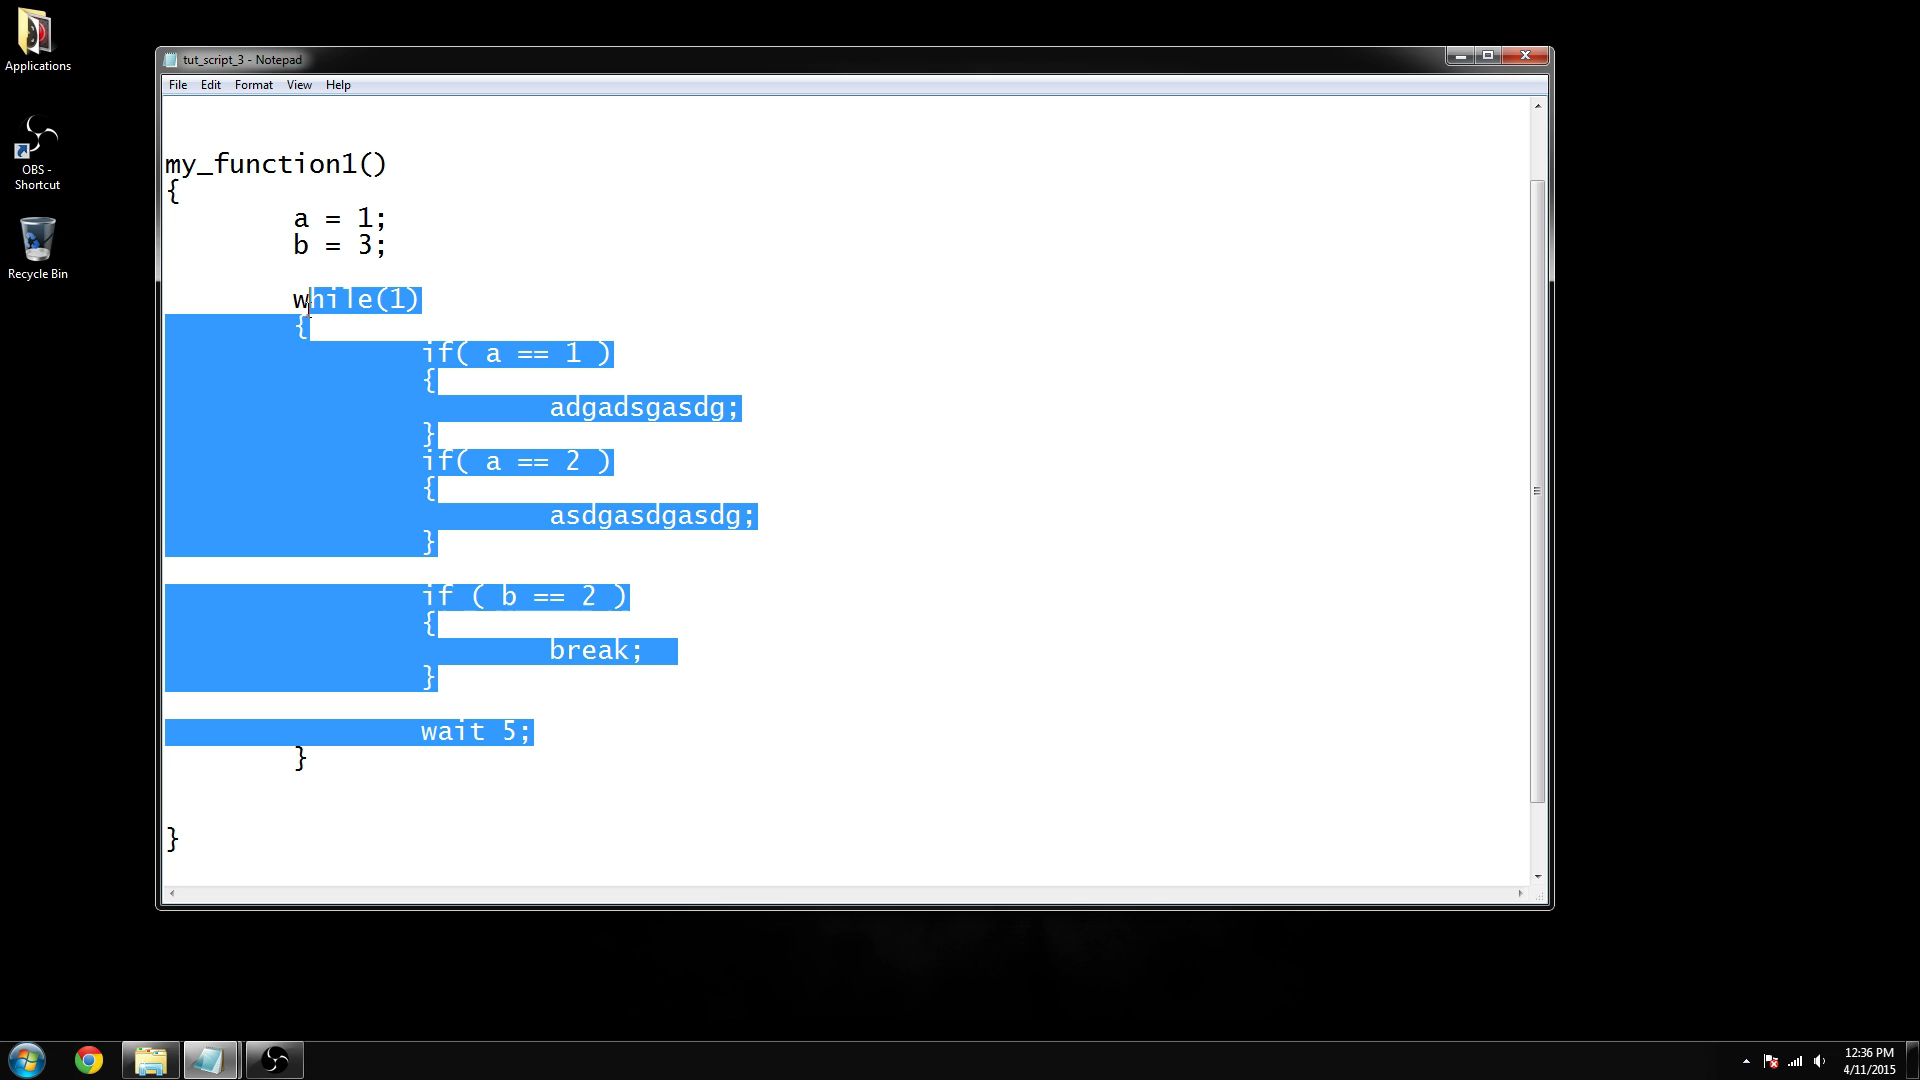 Applications
OBS -
Shortcut
Recycle Bin
tut_script_3 - Notepad
File Edit Format View Help
my_function1()
{
a = 1;
b = 3;
while(1)
{
if( a == 1 )
{
adgadsgasdg;
}
if( a == 2 )
{
asdgasdgasdg;
}
if ( b == 2 )
{
break;
}
wait 5;
}
}
12:36 PM
4/11/2015